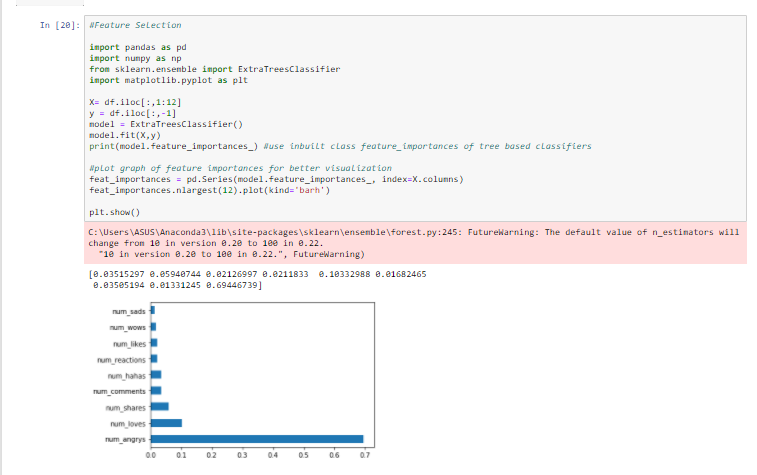 In [20]: #Feature Selection
import pandas as pd
import numpy as np
from sklearn.ensemble import ExtraTreesClassifier
import matplotlib.pyplot as plt
X= df.iloc[:,1:12]
y = df.iloc[:,-1]
model = ExtraTreesClassifier()
model.fit(X,y)
print(model.feature_importances_) #use inbuilt class feature_importances of tree based classifiers
#plot graph of feature importances for better visualization
feat_importances = pd.Series(model.feature_importances_, index=X.columns)
feat_importances.nlargest(12).plot(kind='barh')
plt.show()
C:\Users\ASUS\Anaconda3\lib\site-packages\sklearn\ensemble\forest.py:245: FutureWarning: The default value of n_estimators will
change from 10 in version 0.20 to 100 in 0.22.
"10 in version 0.20 to 100 in 0.22.", FutureWarning)
[0.03515297 0.05940744 0.02126997 0.0211833  0.10332988 0.01682465
0.03505194 0.01331245 0.69446739]
num_sads
num_wows
num_likes
num_reactions
num_hahas
num_comments
num_shares
num_loves
num_angrys
0.0 0.1 0.2 0.3 0.4 0.5 0.6 0.7